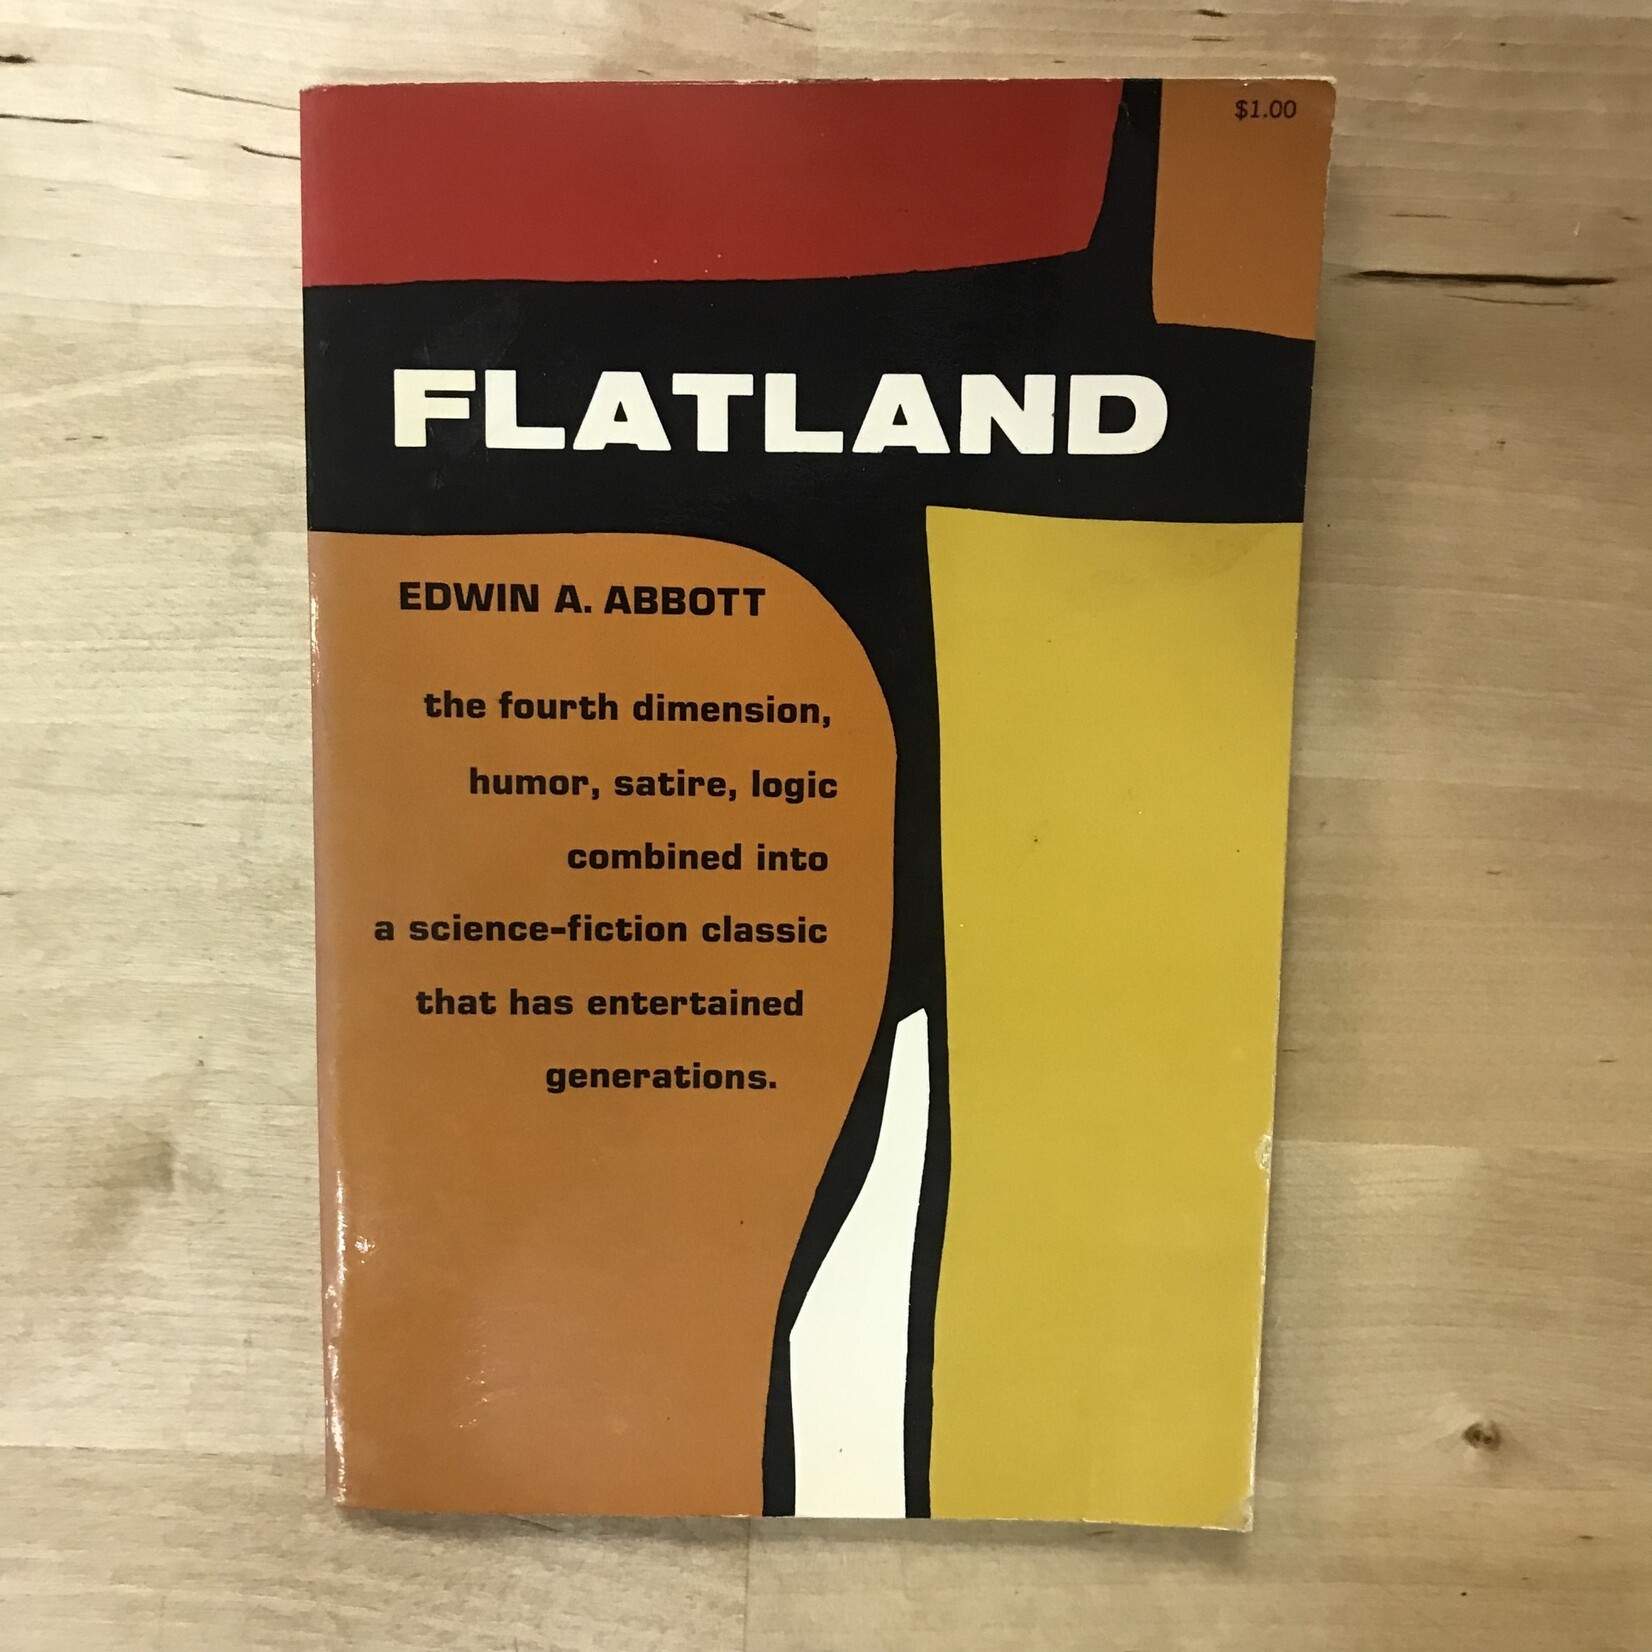 $1.00
FLATLAND
EDWIN A. ABBOTT
the fourth dimension,
humor, satire, logic
combined into
a science-fiction classic
that has entertained
generations.